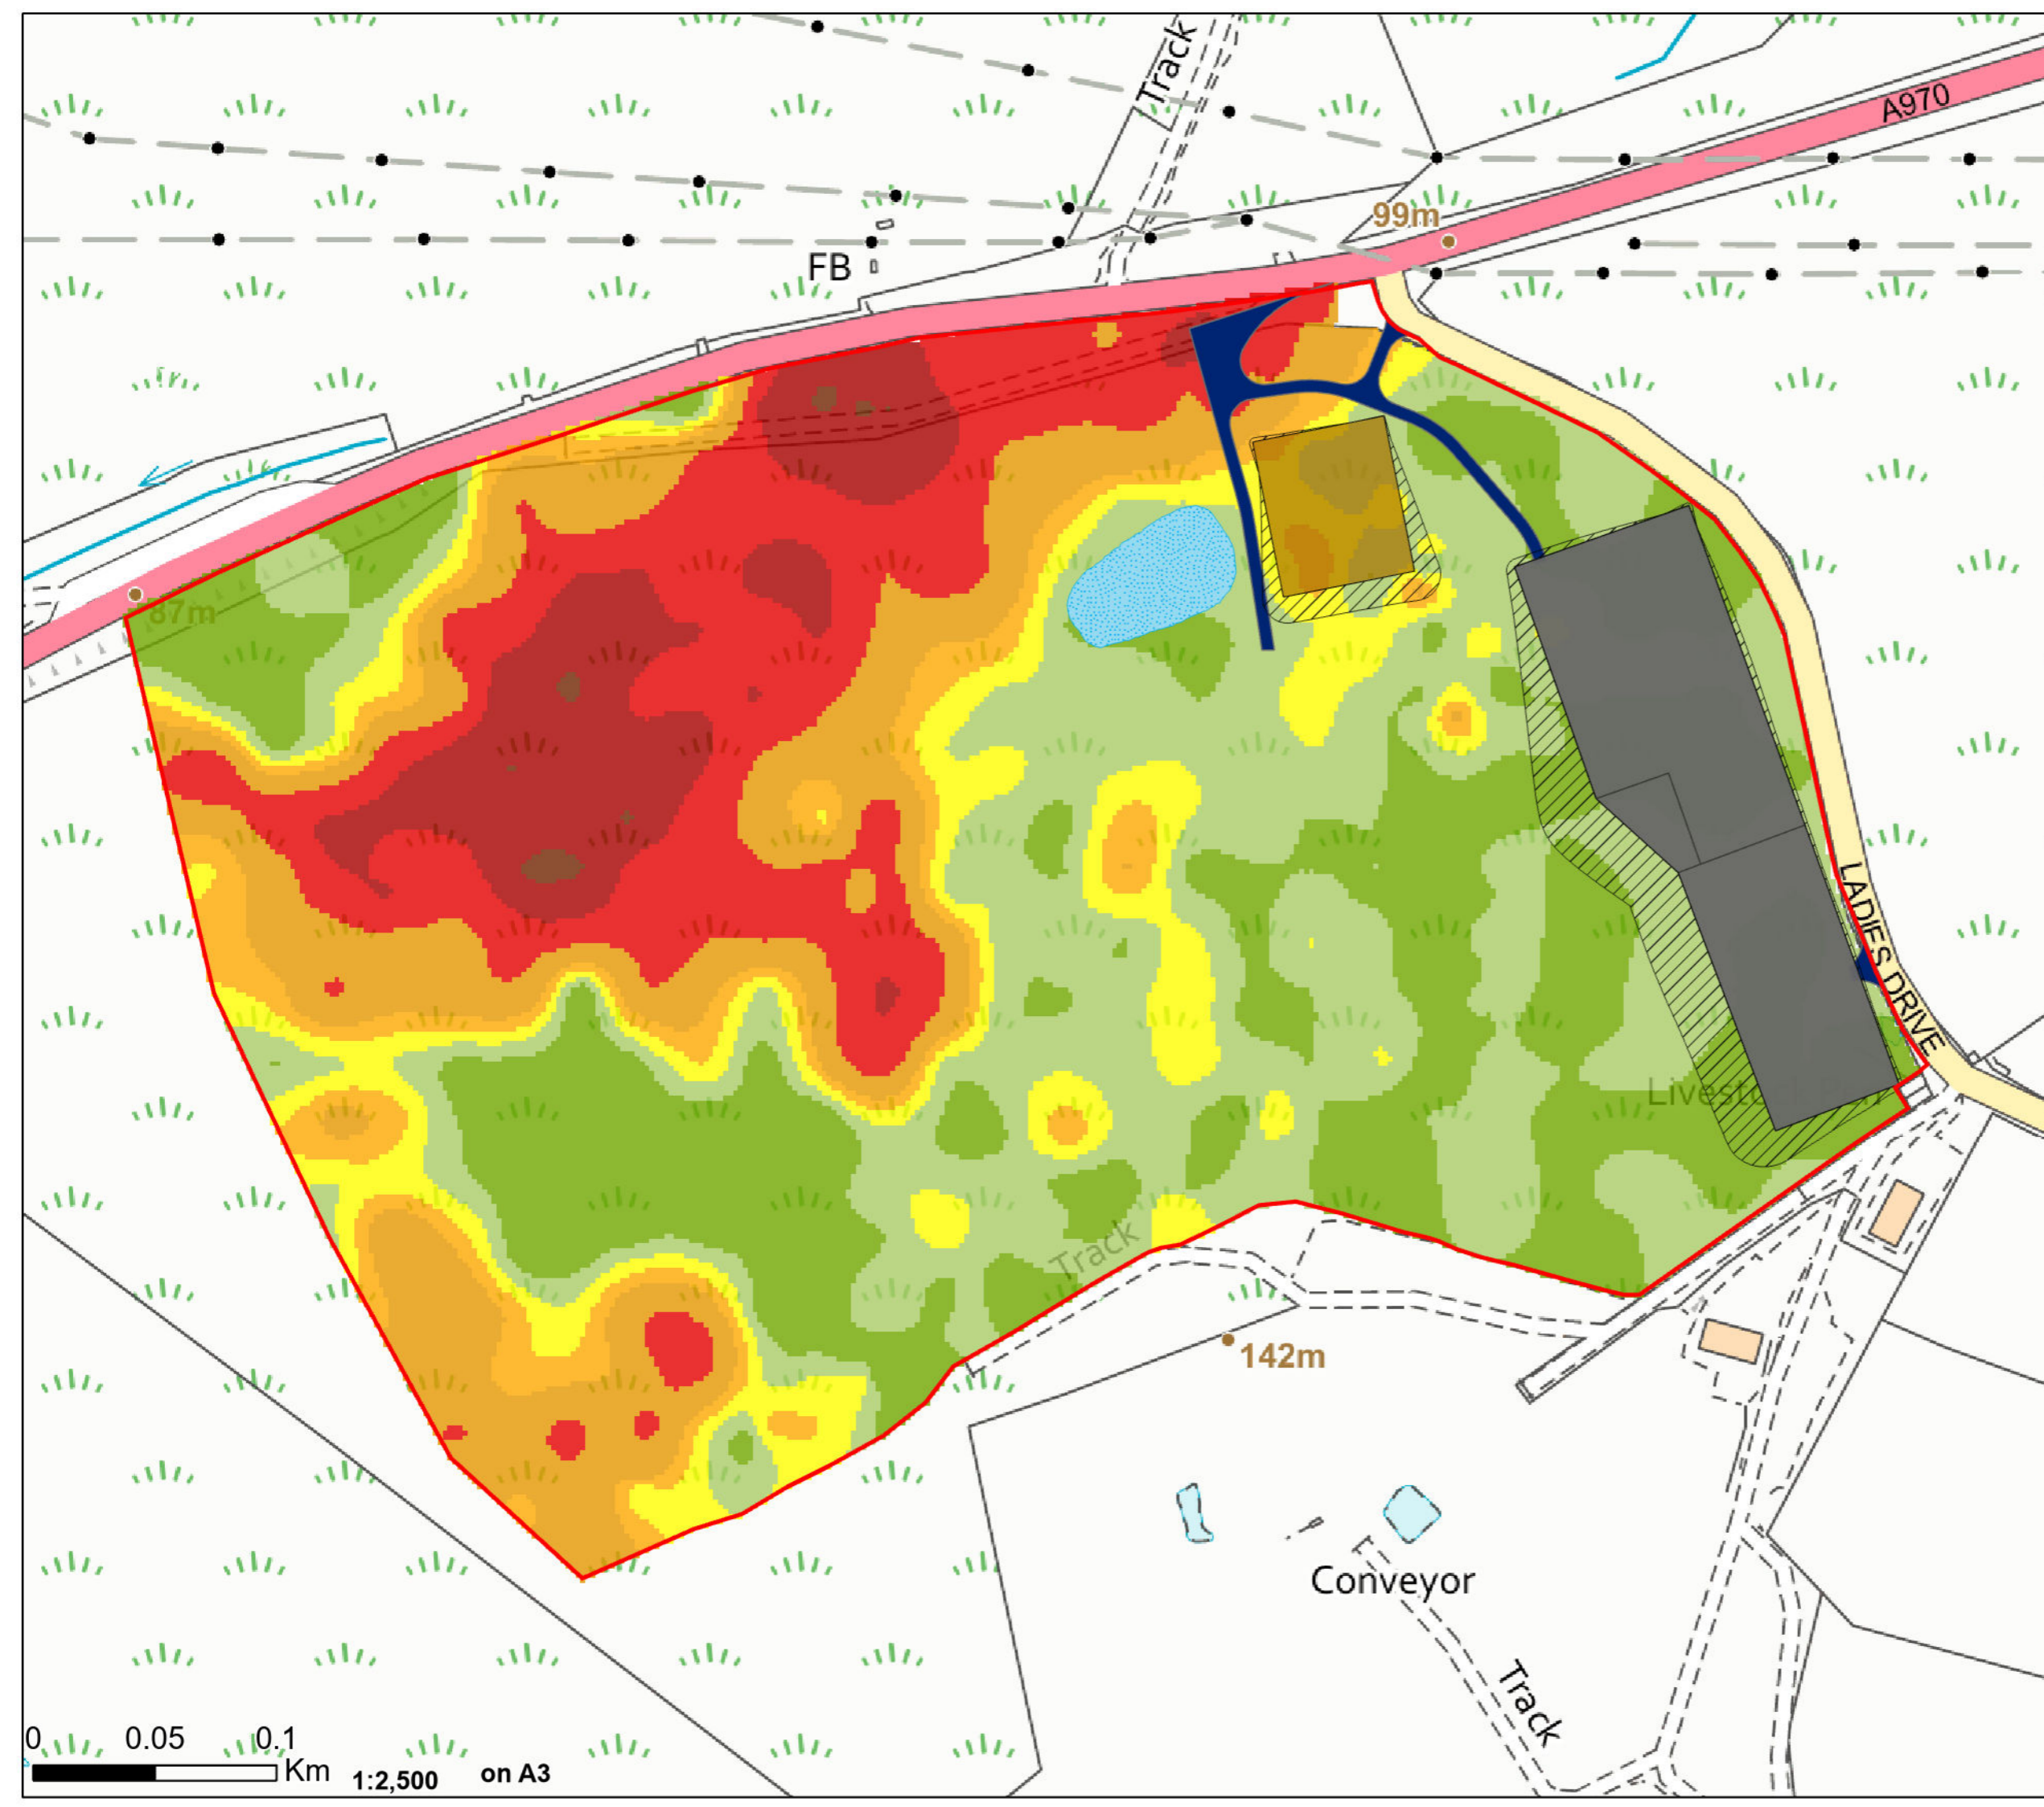 Track
A970
99m
FB
87m
LADIES DRIVE
Track
142m
Conveyor
Track
0 0.05 0.1
Km 1:2,500 on A3